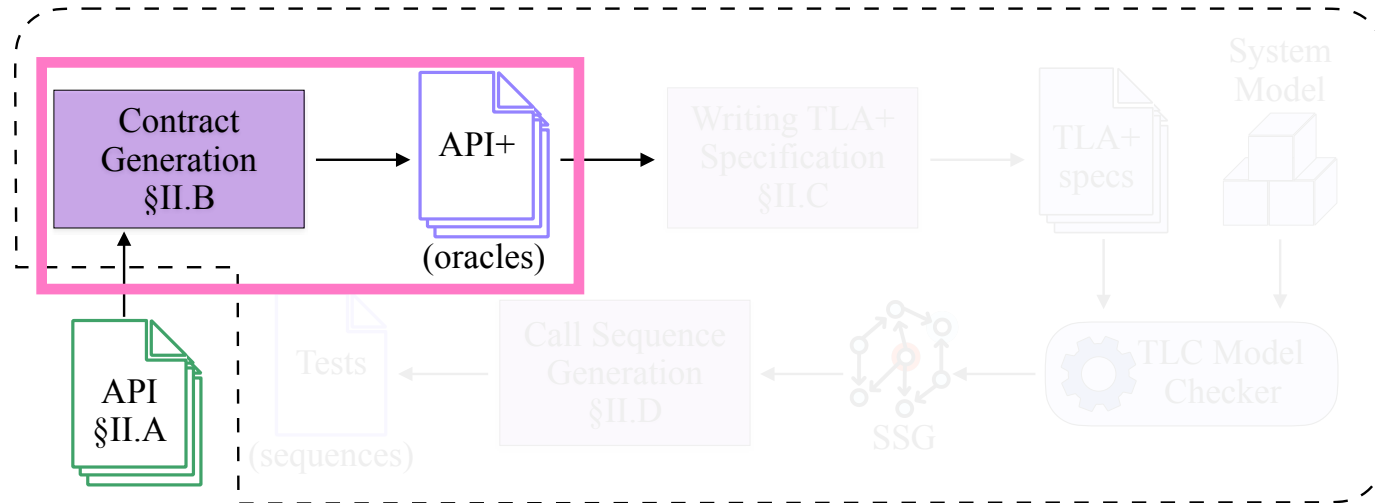 Contract
Generation
§II.B
API+
(oracles)
Writing TLA+
Specification
§II.C
TLA+
specs
System
Model
API
§II.A
Tests
(sequences)
Call Sequence
Generation
§II.D
SSG
TLC Model
Checker